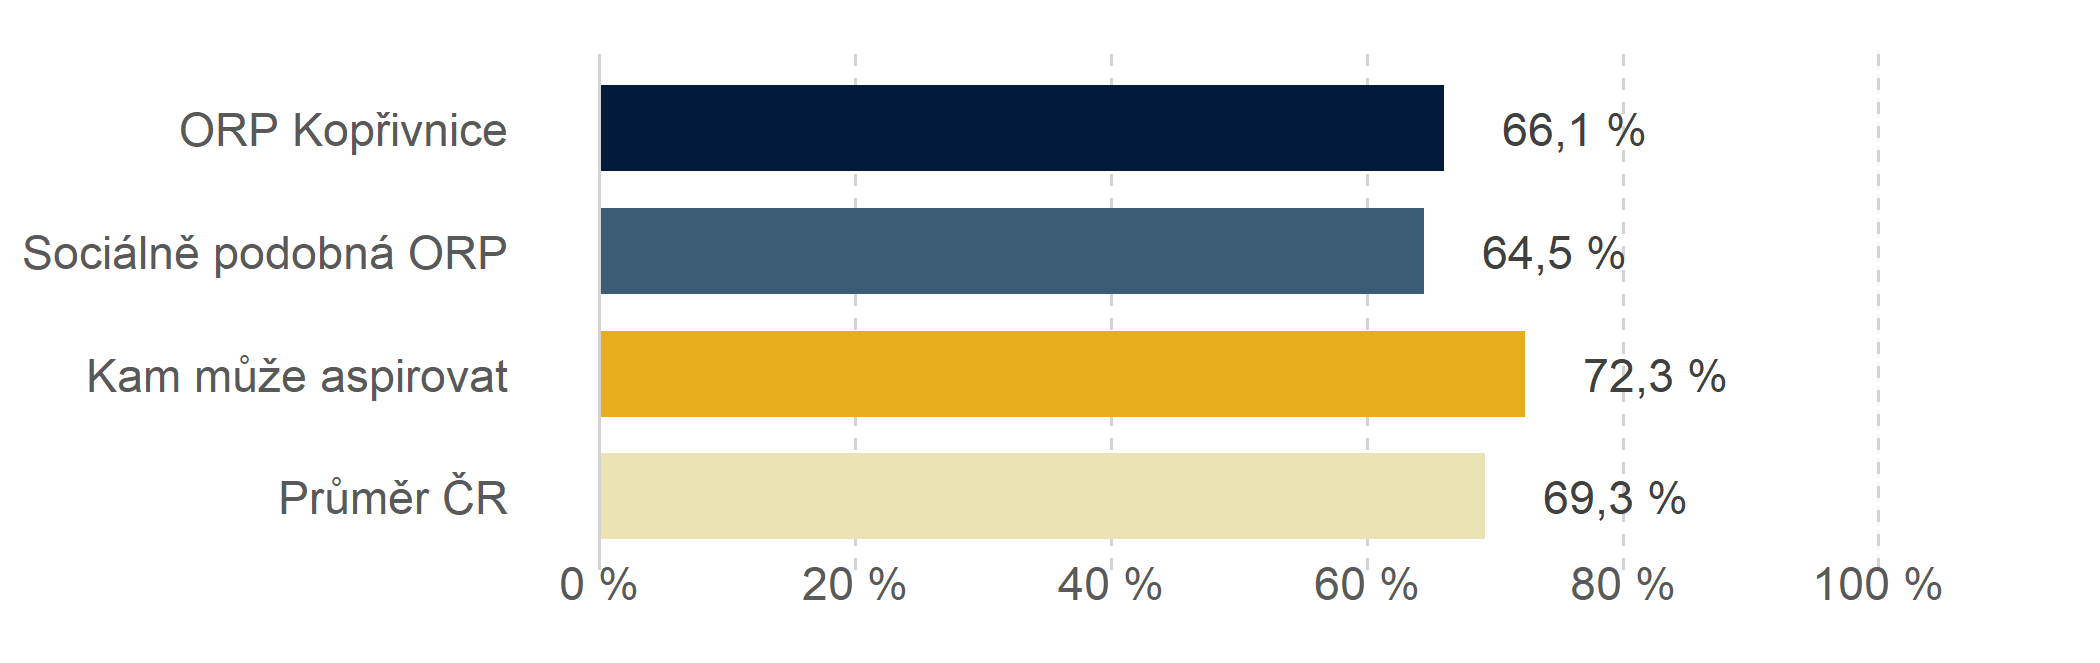 ORP Kopřivnice 66,1 %
Sociálně podobná ORP 64,5 %
Kam může aspirovat 72,3 %
Průměr ČR 69,3 %
0 % 20 % 40 % 60 % 80 % 100 %